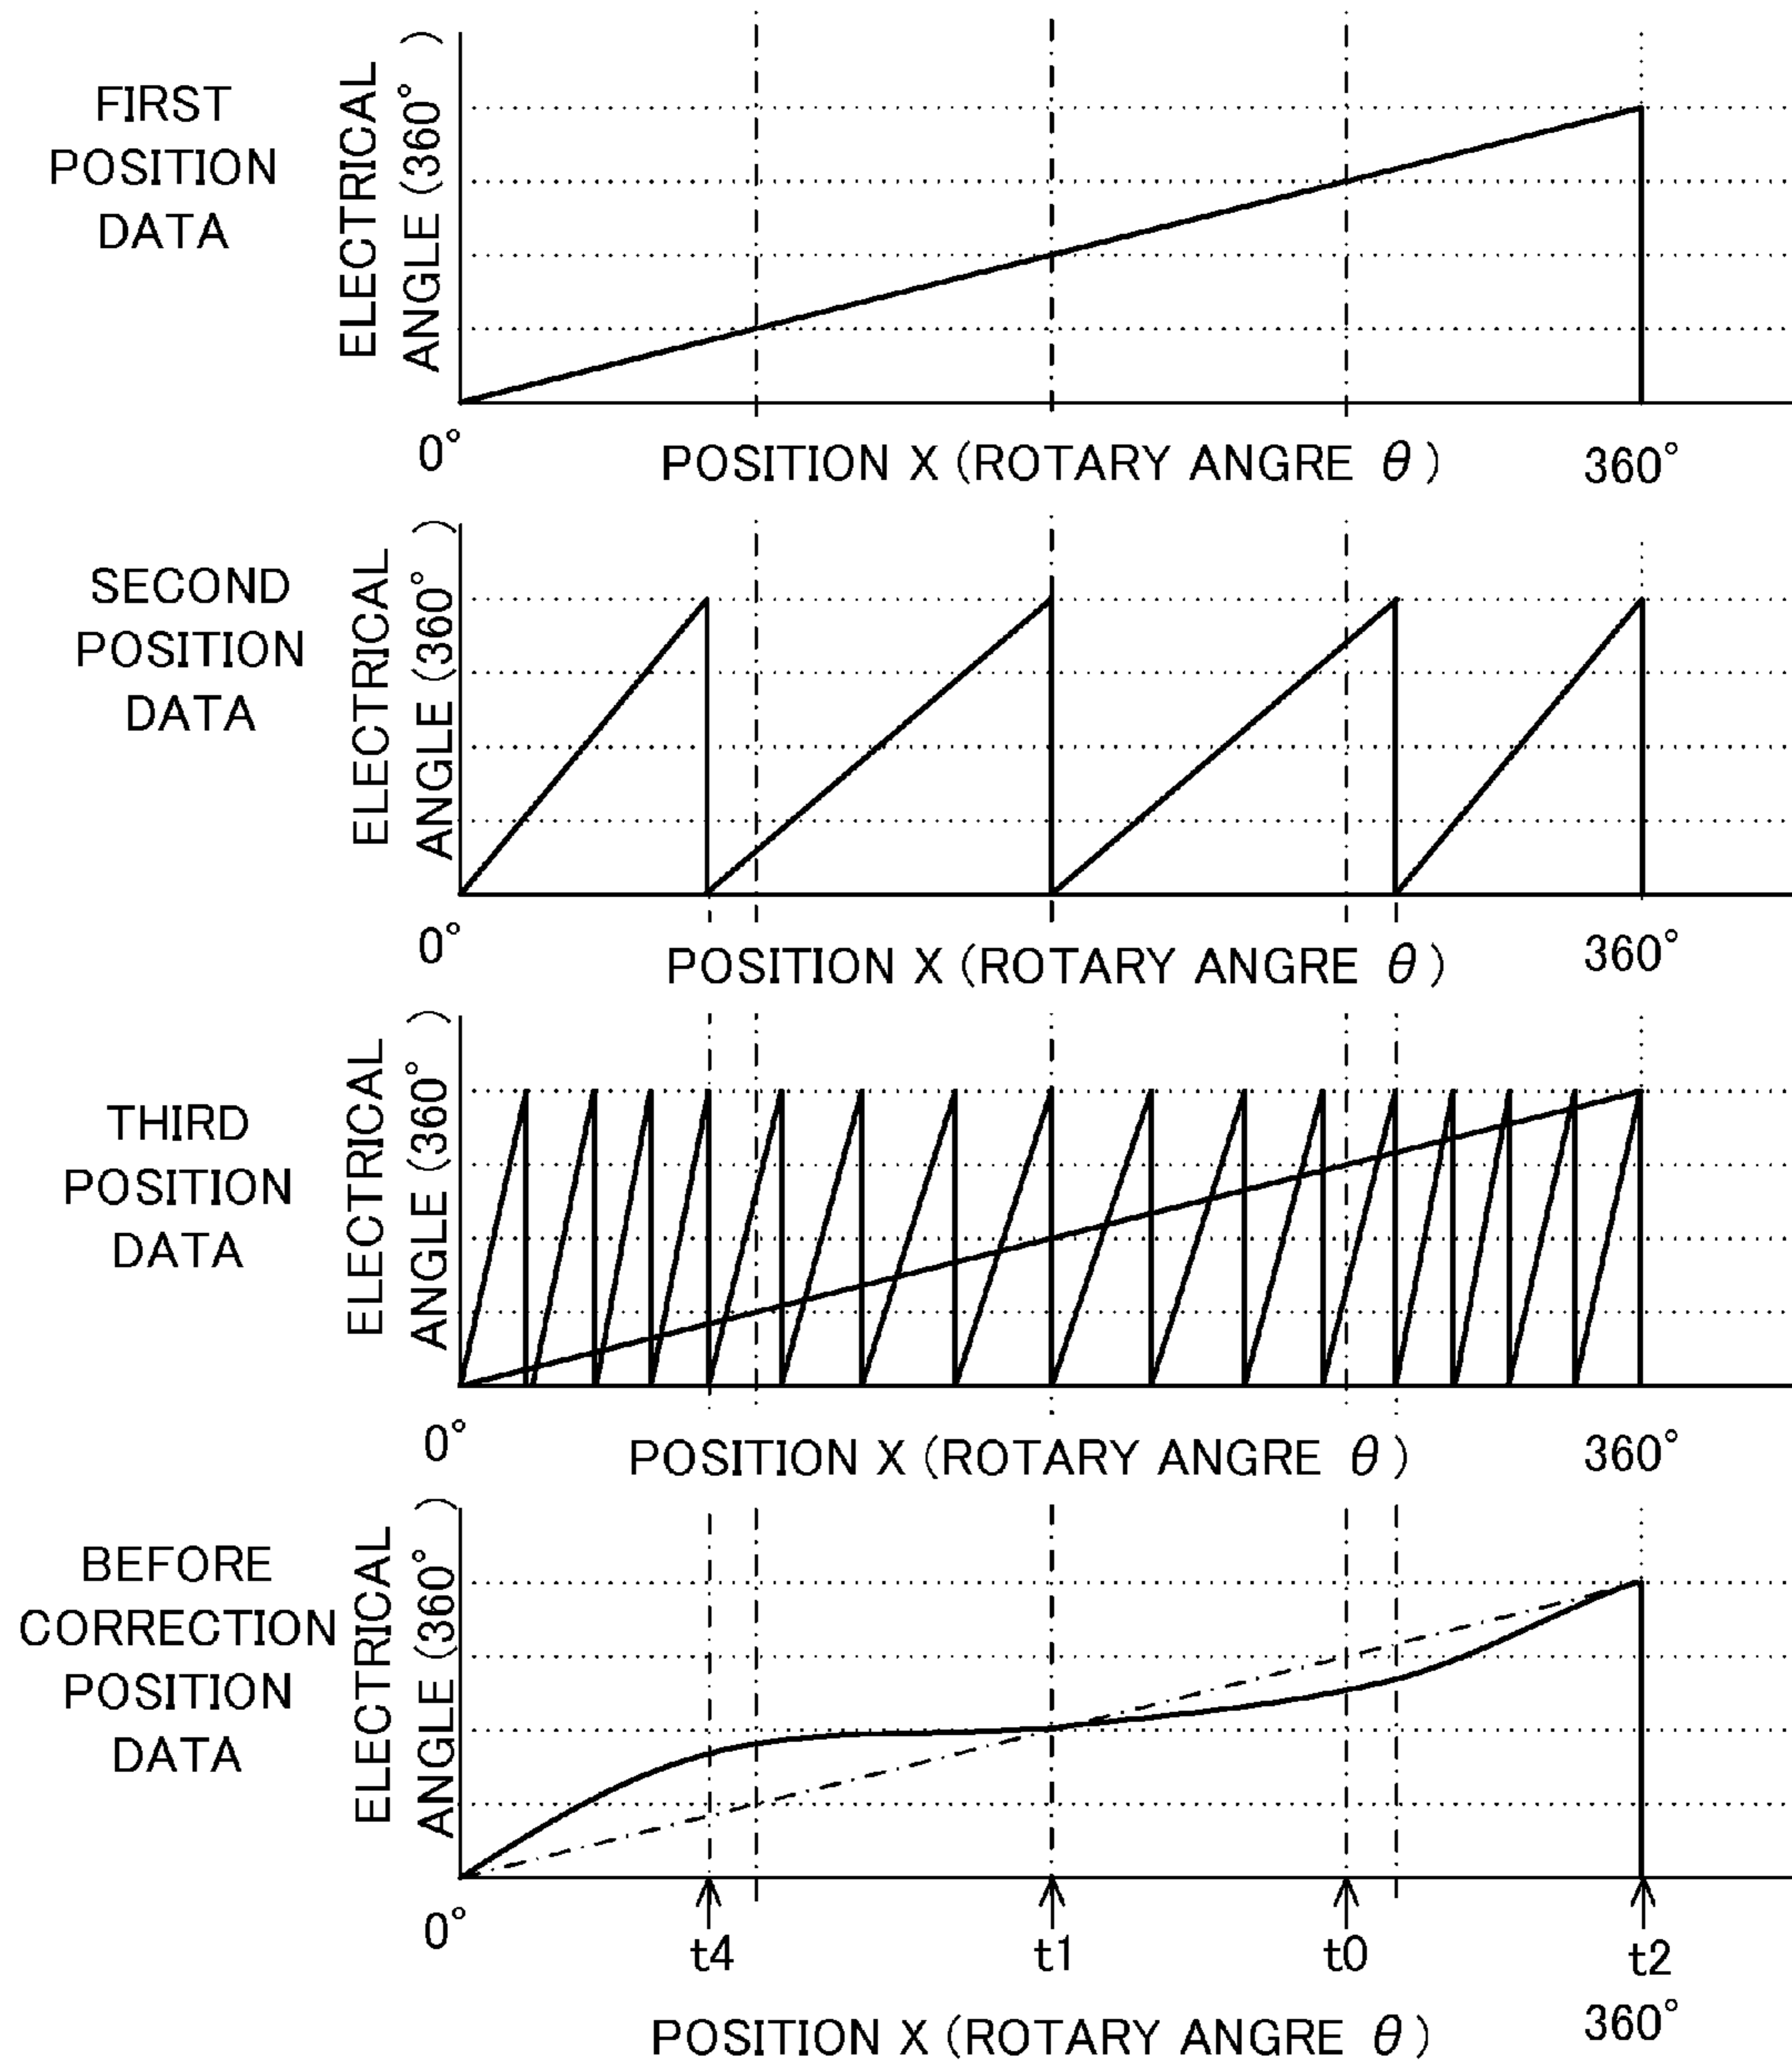 FIRST
POSITION
DATA
ELECTRICAL
ANGLE (360°)
0°
POSITION X (ROTARY ANGRE θ)
360°
SECOND
POSITION
DATA
ELECTRICAL
ANGLE (360°)
0°
POSITION X (ROTARY ANGRE θ)
360°
THIRD
POSITION
DATA
ELECTRICAL
ANGLE (360°)
0°
POSITION X (ROTARY ANGRE θ)
360°
BEFORE
CORRECTION
POSITION
DATA
ELECTRICAL
ANGLE (360°)
0°
t4
t1
t0
t2
POSITION X (ROTARY ANGRE θ)
360°